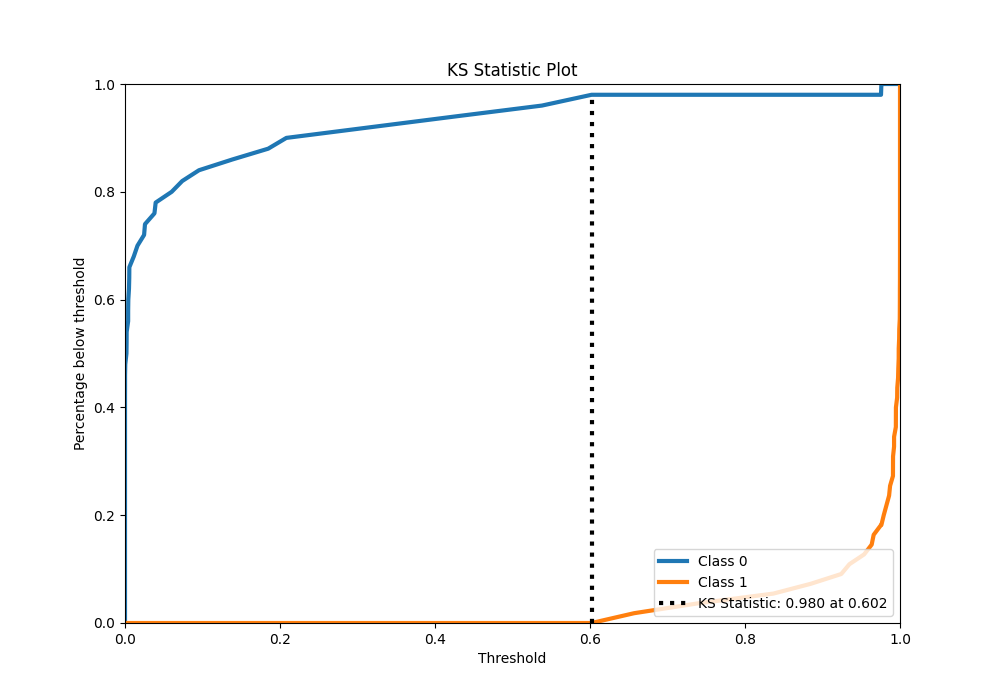 KS Statistic Plot
1.0
0.8
0.6
0.4
0.2
0.0
Percentage below threshold
Class 0
Class 1
KS Statistic: 0.980 at 0.602
0.0 0.2 0.4 0.6 0.8 1.0
Threshold